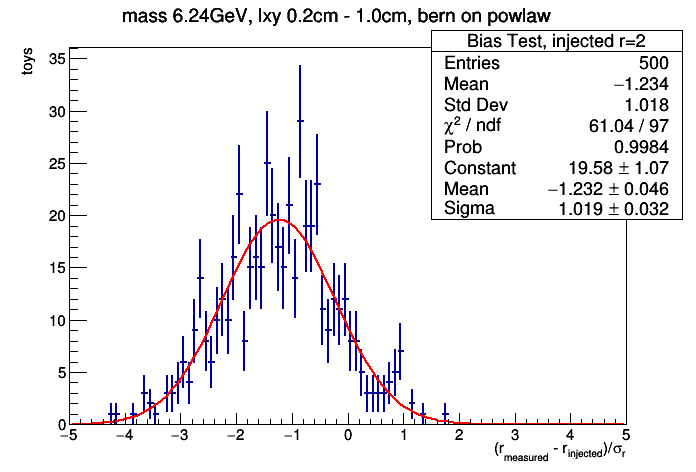 mass 6.24GeV, lxy 0.2cm - 1.0cm, bern on powlaw
Bias Test, injected r=2
Entries 500
Mean −1.234
Std Dev 1.018
χ² / ndf 61.04 / 97
Prob 0.9984
Constant 19.58 ± 1.07
Mean −1.232 ± 0.046
Sigma 1.019 ± 0.032
toys
35
30
25
20
15
10
5
0
−5 −4 −3 −2 −1 0 1 2 3 4 5
(r_measured - r_injected)/σ_r